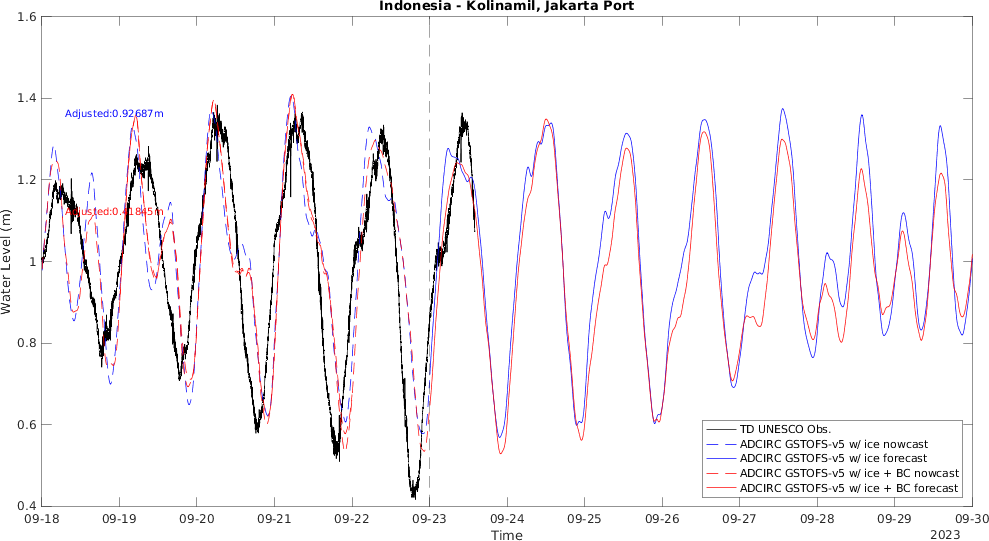 Indonesia - Kolinamil, Jakarta Port
1.6
1.4
1.2
1
0.8
0.6
0.4
Water Level (m)
Adjusted:0.92687m
Adjusted:0.41845m
TD UNESCO Obs.
ADCIRC GSTOFS-v5 w/ ice nowcast
ADCIRC GSTOFS-v5 w/ ice forecast
ADCIRC GSTOFS-v5 w/ ice + BC nowcast
ADCIRC GSTOFS-v5 w/ ice + BC forecast
09-18 09-19 09-20 09-21 09-22 09-23 09-24 09-25 09-26 09-27 09-28 09-29 09-30
Time
2023